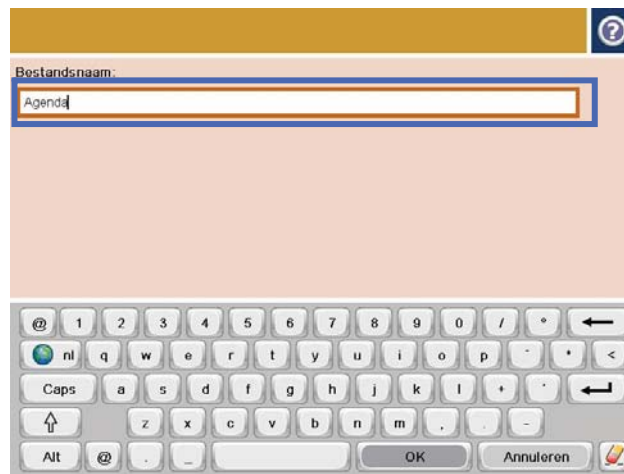 ?
Bestandsnaam:
Agenda
@ 1 2 3 4 5 6 7 8 9 0 / °
nl q w e r t y u i o p <
Caps a s d f g h j k l +
z x c v b n m , . -
Alt @ . _ OK Annuleren